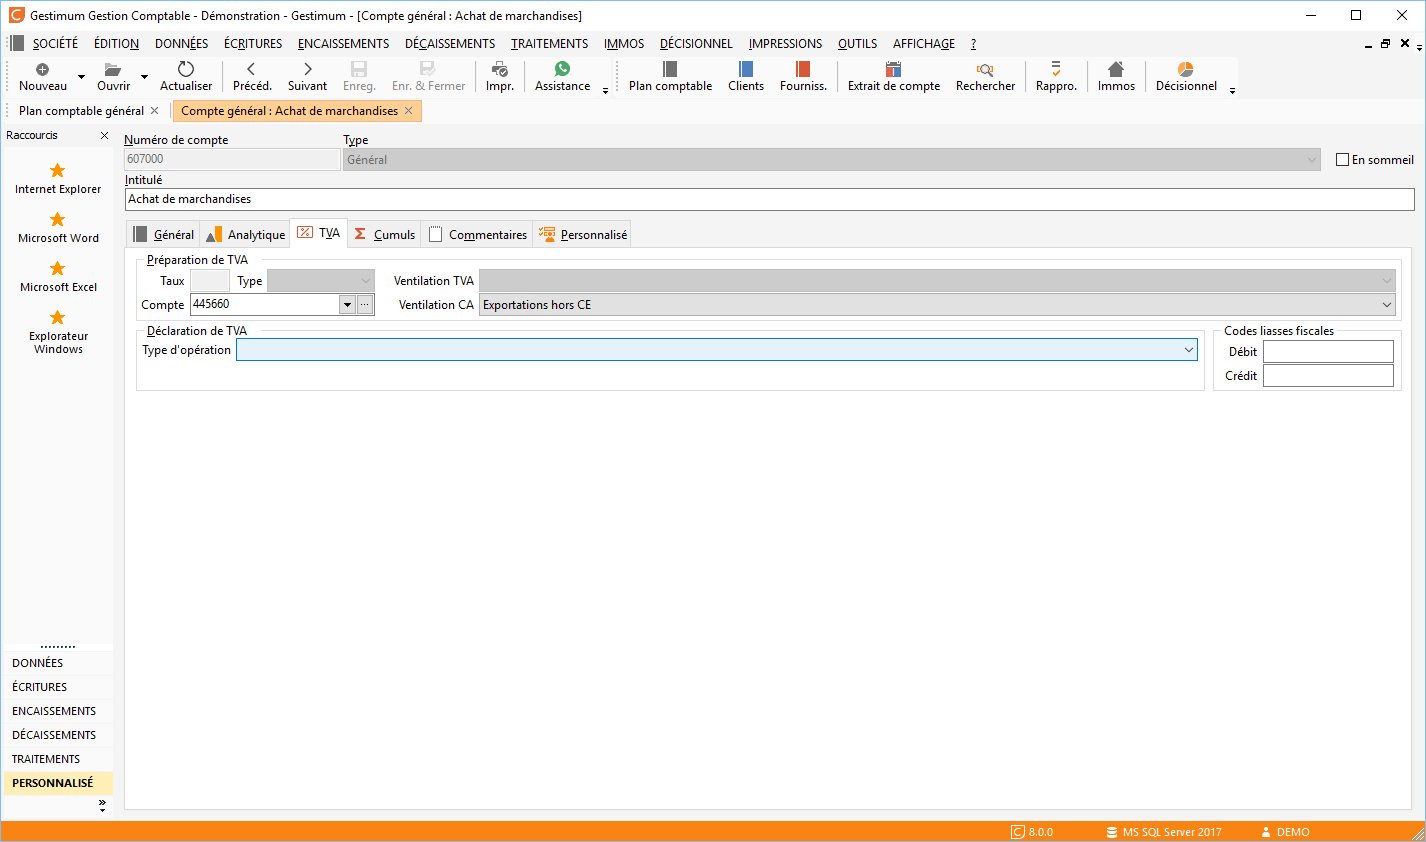 Gestimum Gestion Comptable - Démonstration - Gestimum - [Compte général : Achat de marchandises]
SOCIÉTÉ ÉDITION DONNÉES ÉCRITURES ENCAISSEMENTS DÉCAISSEMENTS TRAITEMENTS IMMOS DÉCISIONNEL IMPRESSIONS OUTILS AFFICHAGE ?
Nouveau Ouvrir Actualiser Précéd. Suivant Enreg. Enr. & Fermer Impr. Assistance Plan comptable Clients Fourniss. Extrait de compte Rechercher Rappro. Immos Décisionnel
Plan comptable général Compte général : Achat de marchandises
Raccourcis
Internet Explorer
Microsoft Word
Microsoft Excel
Explorateur
Windows
DONNÉES
ÉCRITURES
ENCAISSEMENTS
DÉCAISSEMENTS
TRAITEMENTS
PERSONNALISÉ
Numéro de compte Type
607000 Général En sommeil
Intitulé
Achat de marchandises
Général Analytique TVA Cumuls Commentaires Personnalisé
Préparation de TVA
Taux Type Ventilation TVA
Compte 445660 ... Ventilation CA Exportations hors CE
Déclaration de TVA Codes liasses fiscales
Type d'opération Débit
Crédit
8.0.0 MS SQL Server 2017 DEMO